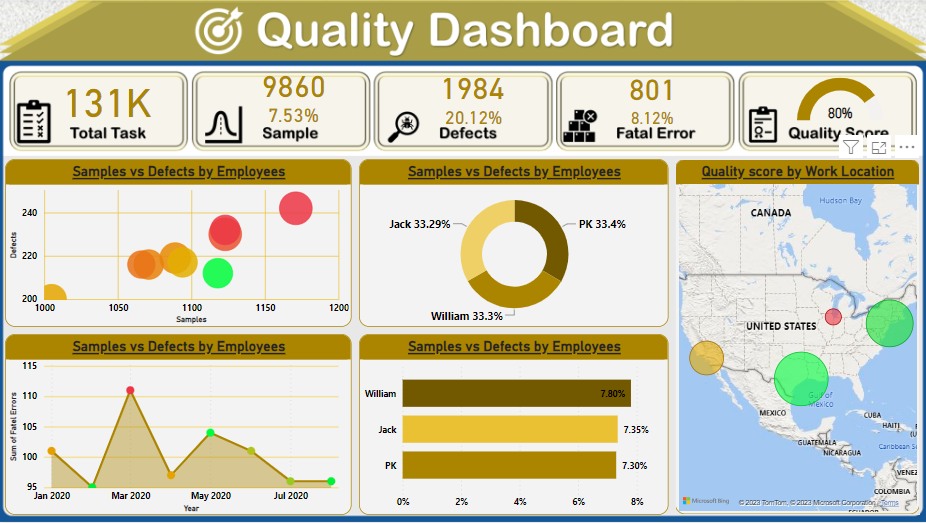 Quality Dashboard
131K
Total Task
9860
7.53%
Sample
1984
20.12%
Defects
801
8.12%
Fatal Error
80%
Quality Score
Samples vs Defects by Employees
240
220
200
Defects
1000
1050
1100
1150
1200
Samples
Samples vs Defects by Employees
Jack 33.29%
PK 33.4%
William 33.3%
Quality score by Work Location
Hudson Bay
CANADA
UNITED STATES
Gulf of
Mexico
MEXICO
CUBA
HAITI
(U
GUATEMALA
NICARAGUA
Caribbean Se
VENEZ
COLOMBIA
Microsoft Bing
© 2023 TomTom, © 2023 Microsoft Corporation Terms
Samples vs Defects by Employees
115
110
105
100
95
Sum of Fatel Errors
Jan 2020
Mar 2020
May 2020
Jul 2020
Year
Samples vs Defects by Employees
William
7.80%
Jack
7.35%
PK
7.30%
0%
2%
4%
6%
8%